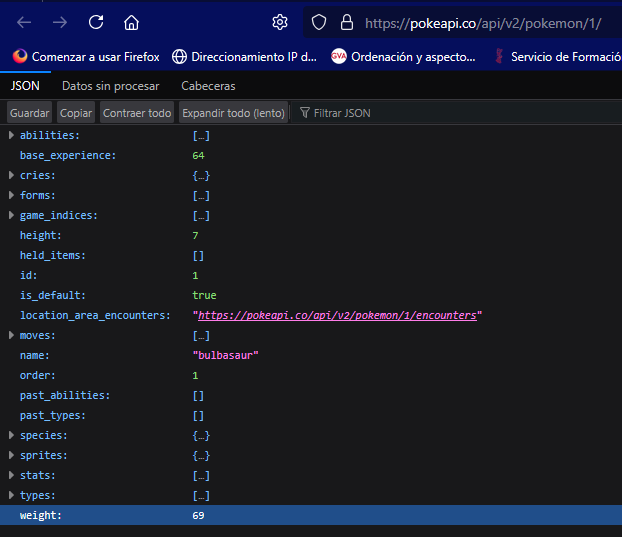 https://pokeapi.co/api/v2/pokemon/1/
Comenzar a usar Firefox Direccionamiento IP d... GVA Ordenación y aspecto... Servicio de Formació
JSON Datos sin procesar Cabeceras
Guardar Copiar Contraer todo Expandir todo (lento) Filtrar JSON
abilities: […]
base_experience: 64
cries: {…}
forms: […]
game_indices: […]
height: 7
held_items: []
id: 1
is_default: true
location_area_encounters: "https://pokeapi.co/api/v2/pokemon/1/encounters"
moves: […]
name: "bulbasaur"
order: 1
past_abilities: []
past_types: []
species: {…}
sprites: {…}
stats: […]
types: […]
weight: 69